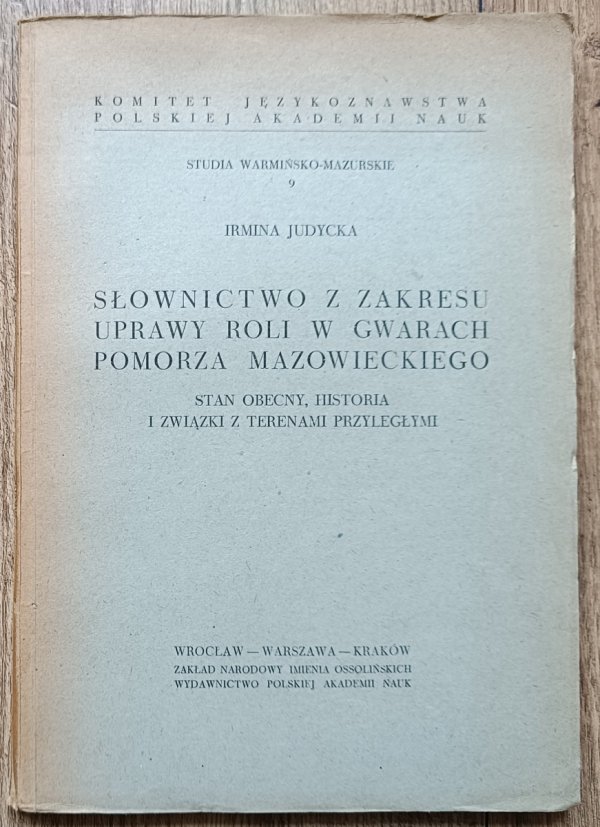 KOMITET JĘZYKOZNAWSTWA
POLSKIEJ AKADEMII NAUK
STUDIA WARMIŃSKO-MAZURSKIE
9
IRMINA JUDYCKA
SŁOWNICTWO Z ZAKRESU
UPRAWY ROLI W GWARACH
POMORZA MAZOWIECKIEGO
STAN OBECNY, HISTORIA
I ZWIĄZKI Z TERENAMI PRZYLEGŁYMI
WROCŁAW — WARSZAWA — KRAKÓW
ZAKŁAD NARODOWY IMIENIA OSSOLIŃSKICH
WYDAWNICTWO POLSKIEJ AKADEMII NAUK